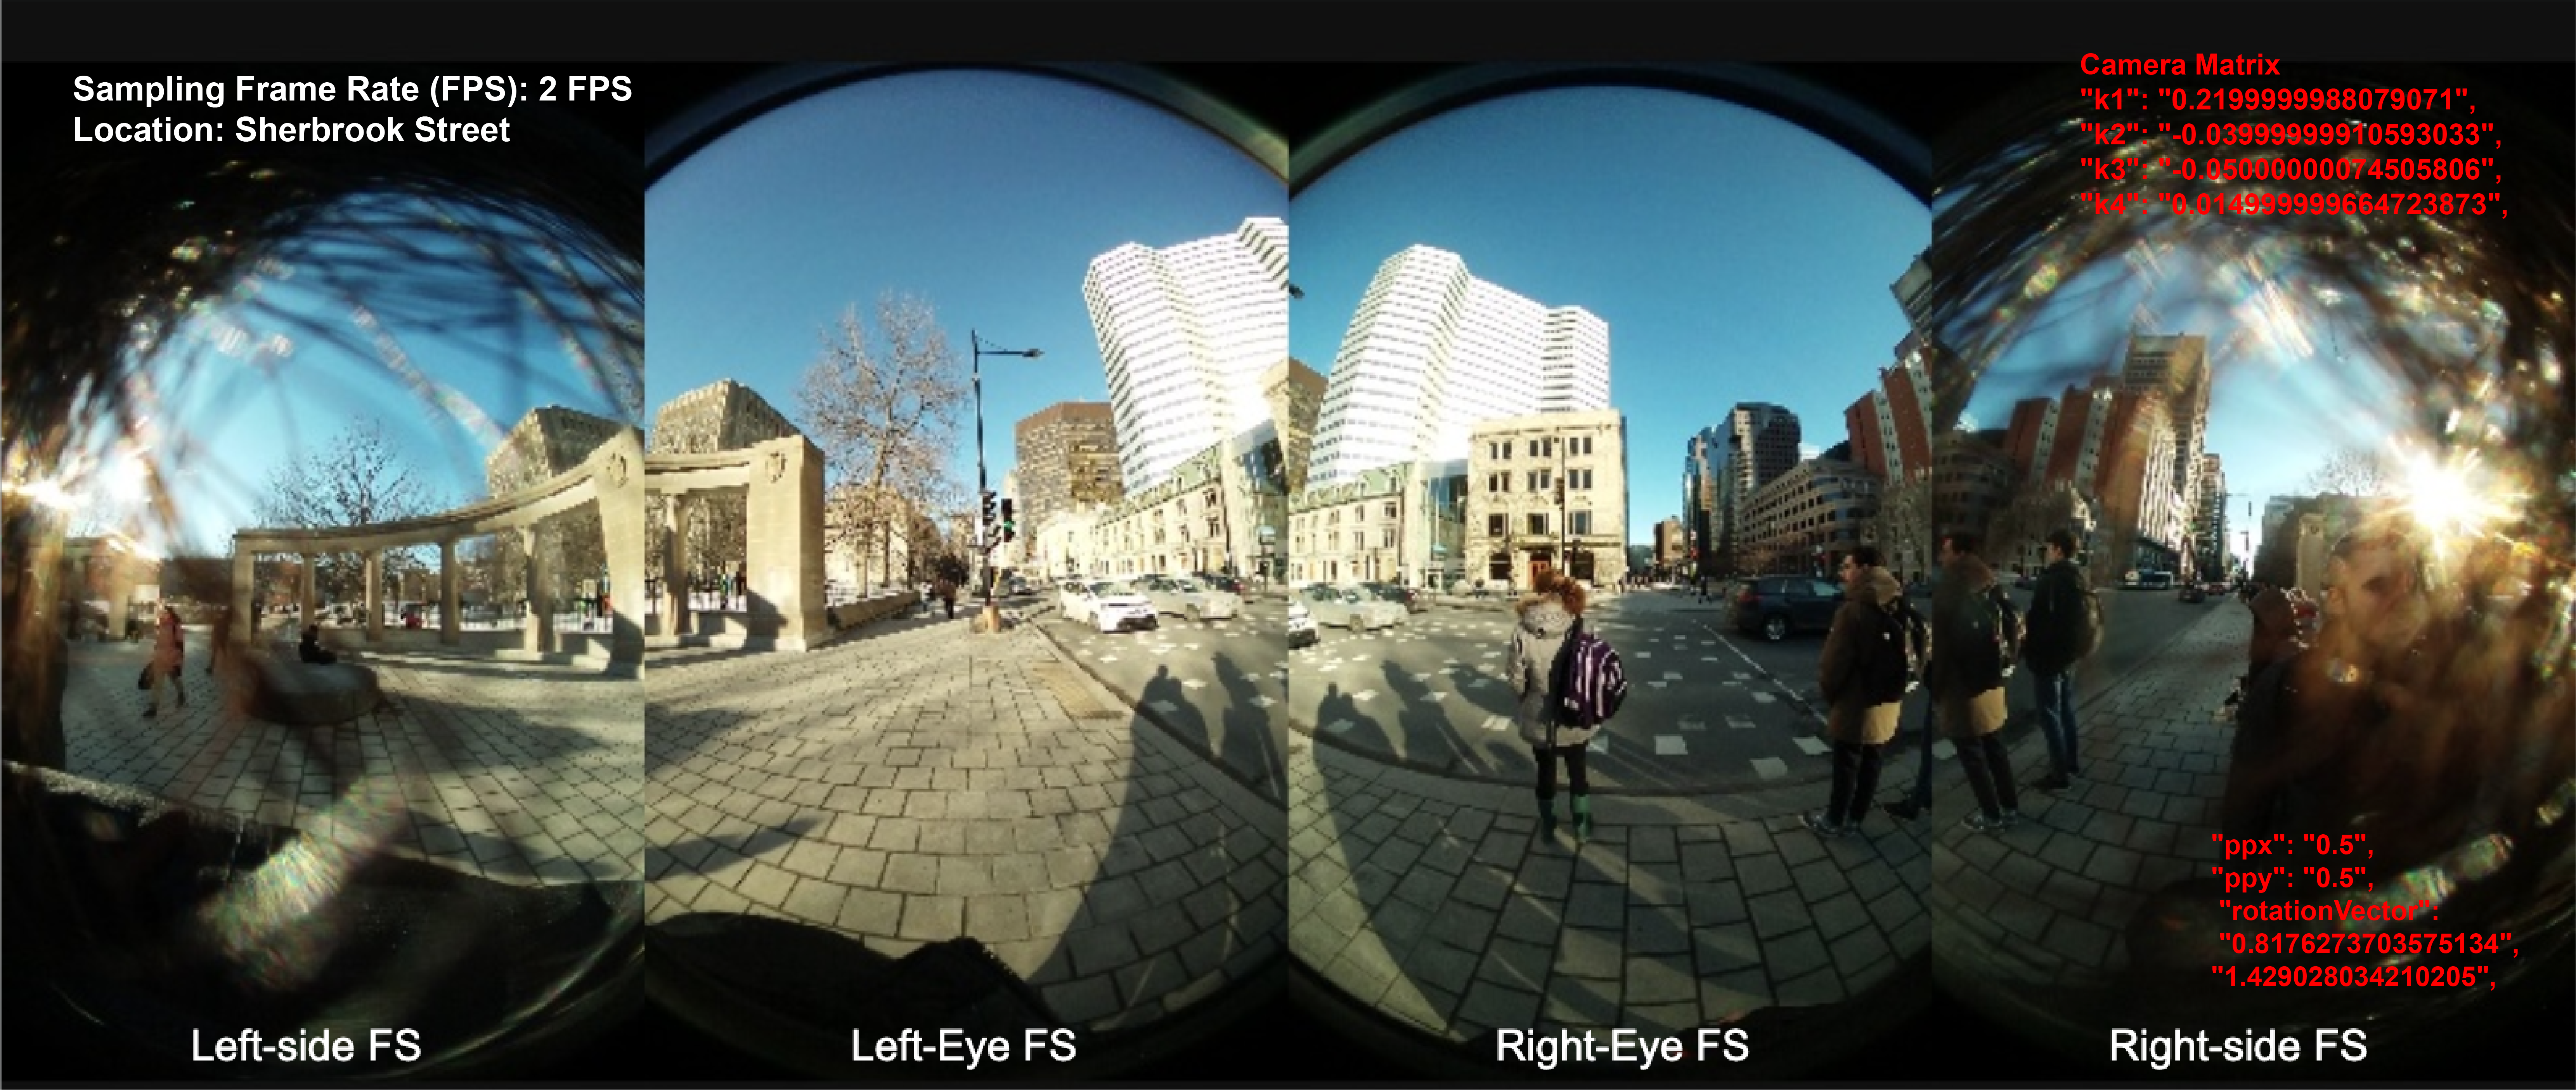 Sampling Frame Rate (FPS): 2 FPS
Location: Sherbrook Street
Camera Matrix
"k1": "0.2199999988079071",
"k2": "-0.03999999910593033",
"k3": "-0.05000000074505806",
"k4": "0.014999999664723873",
"ppx": "0.5",
"ppy": "0.5",
"rotationVector":
"0.8176273703575134",
"1.429028034210205",
Left-side FS
Left-Eye FS
Right-Eye FS
Right-side FS